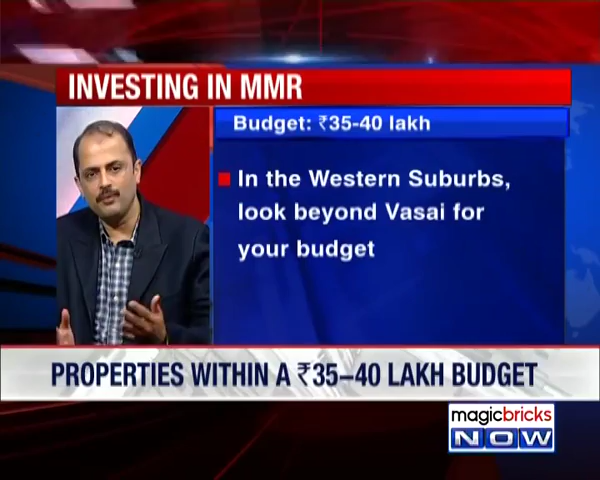 INVESTING IN MMR
Budget: ₹35-40 lakh
In the Western Suburbs,
look beyond Vasai for
your budget
PROPERTIES WITHIN A ₹35–40 LAKH BUDGET
magicbricks
NOW